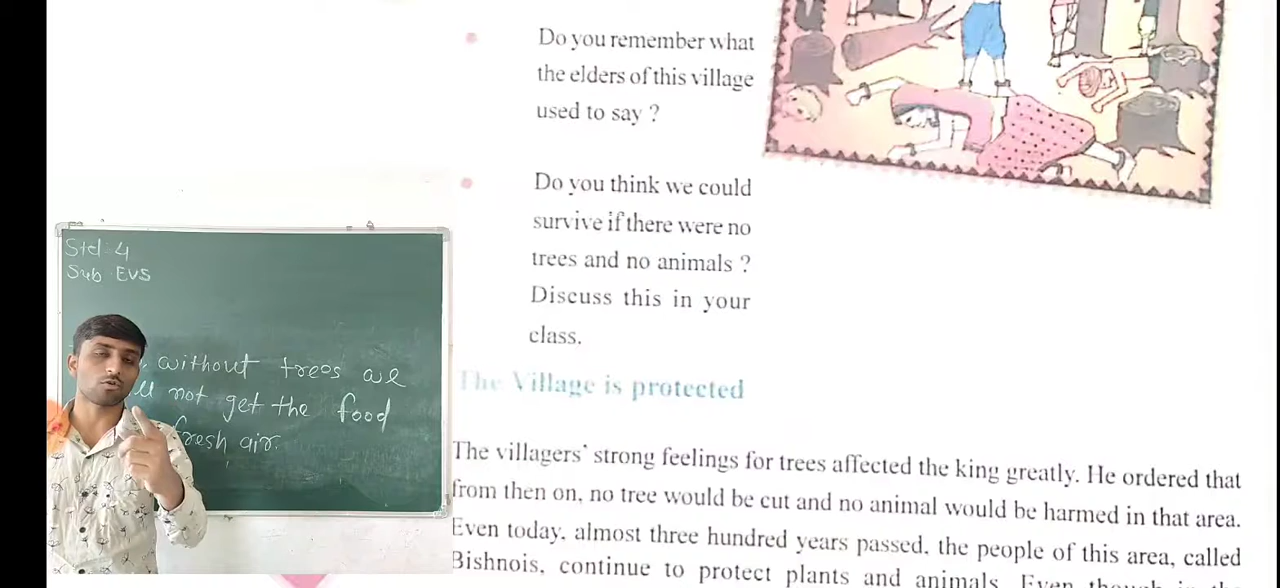 Do you remember what
the elders of this village
used to say ?
Do you think we could
survive if there were no
trees and no animals ?
Discuss this in your
class.
Std 4
Sub EVS
without trees we
not get the food
fresh air.
The Village is protected
The villagers' strong feelings for trees affected the king greatly. He ordered that
from then on, no tree would be cut and no animal would be harmed in that area.
Even today, almost three hundred years passed, the people of this area, called
Bishnois, continue to protect plants and animals. Even though in the